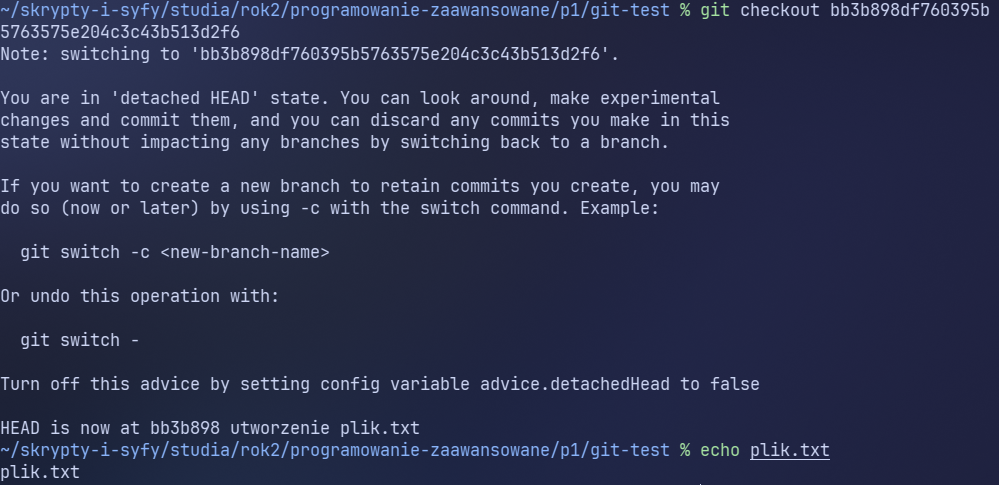 ~/skrypty-i-syfy/studia/rok2/programowanie-zaawansowane/p1/git-test % git checkout bb3b898df760395b
5763575e204c3c43b513d2f6
Note: switching to 'bb3b898df760395b5763575e204c3c43b513d2f6'.

You are in 'detached HEAD' state. You can look around, make experimental
changes and commit them, and you can discard any commits you make in this
state without impacting any branches by switching back to a branch.

If you want to create a new branch to retain commits you create, you may
do so (now or later) by using -c with the switch command. Example:

  git switch -c <new-branch-name>

Or undo this operation with:

  git switch -

Turn off this advice by setting config variable advice.detachedHead to false

HEAD is now at bb3b898 utworzenie plik.txt
~/skrypty-i-syfy/studia/rok2/programowanie-zaawansowane/p1/git-test % echo plik.txt
plik.txt